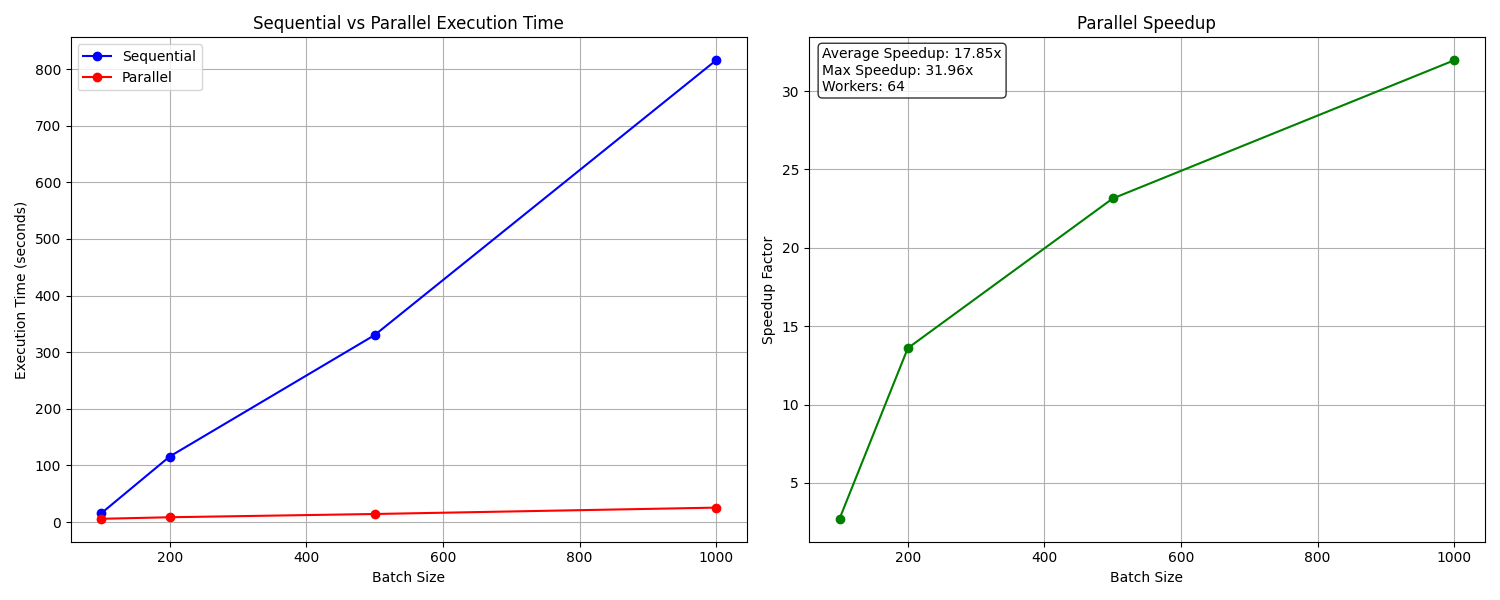 Sequential vs Parallel Execution Time
Sequential
Parallel
Execution Time (seconds)
800
700
600
500
400
300
200
100
0
200
400
600
800
1000
Batch Size
Parallel Speedup
Average Speedup: 17.85x
Max Speedup: 31.96x
Workers: 64
Speedup Factor
30
25
20
15
10
5
200
400
600
800
1000
Batch Size